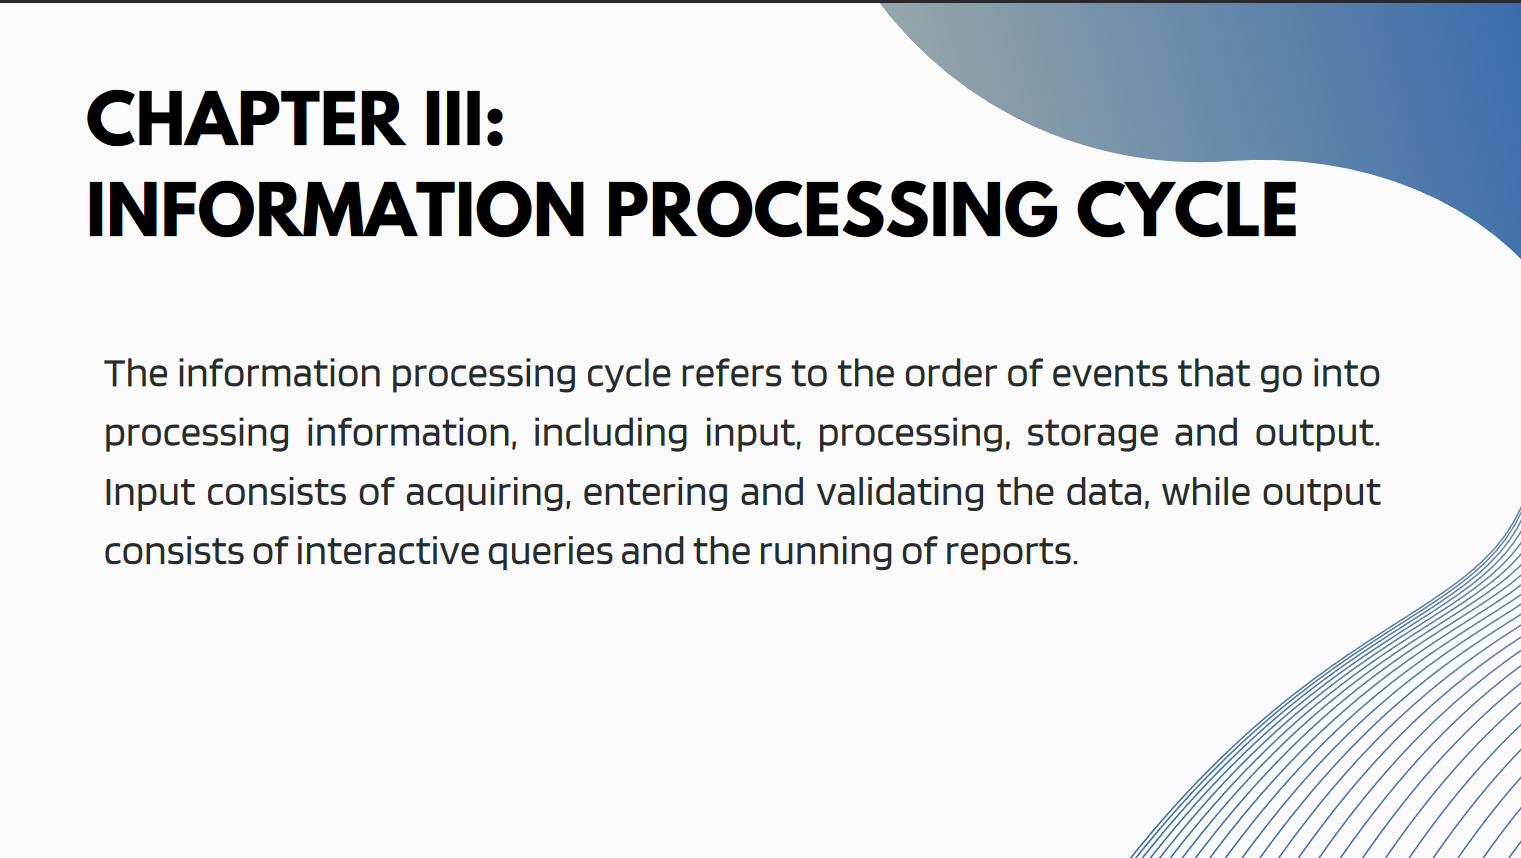 CHAPTER III:
INFORMATION PROCESSING CYCLE
The information processing cycle refers to the order of events that go into
processing information, including input, processing, storage and output.
Input consists of acquiring, entering and validating the data, while output
consists of interactive queries and the running of reports.